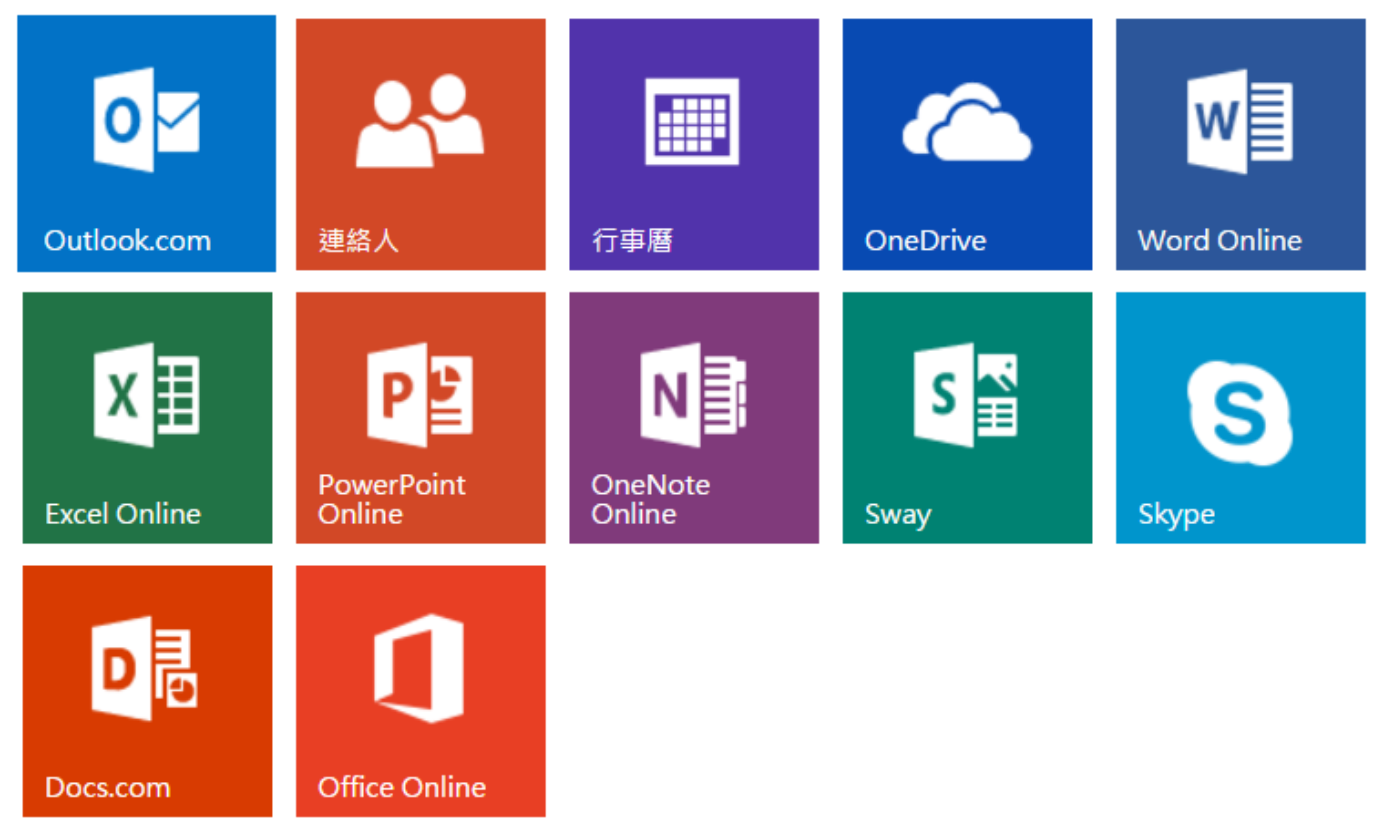 Outlook.com
連絡人
行事曆
OneDrive
Word Online
Excel Online
PowerPoint
Online
OneNote
Online
Sway
Skype
Docs.com
Office Online